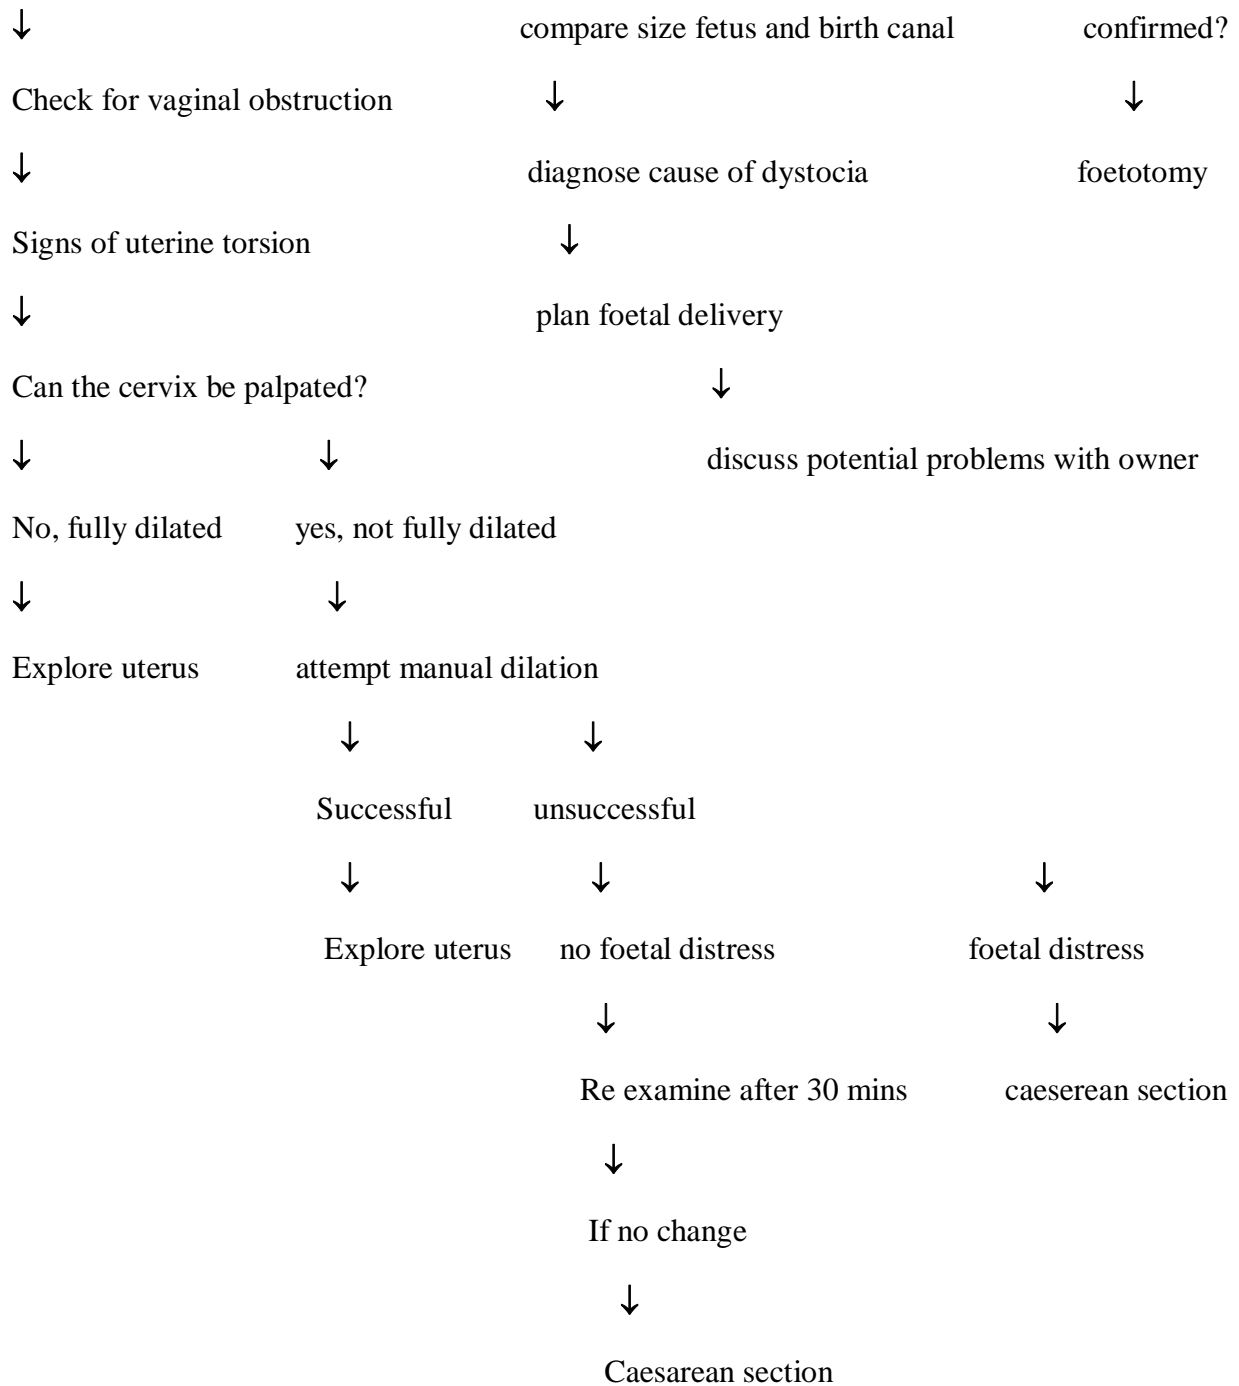 ↓ compare size fetus and birth canal confirmed?
↓ ↓
Check for vaginal obstruction
↓ diagnose cause of dystocia foetotomy
Signs of uterine torsion ↓
↓ plan foetal delivery
Can the cervix be palpated? ↓
↓ ↓ discuss potential problems with owner
No, fully dilated yes, not fully dilated
↓ ↓
Explore uterus attempt manual dilation
↓ ↓
Successful unsuccessful
↓ ↓ ↓
Explore uterus no foetal distress foetal distress
↓ ↓
Re examine after 30 mins caeserean section
↓
If no change
↓
Caesarean section